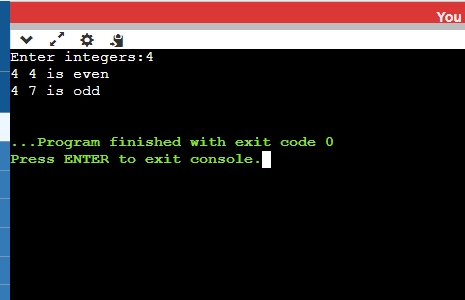 You
Enter integers:4
4 4 is even
4 7 is odd
...Program finished with exit code 0
Press ENTER to exit console.